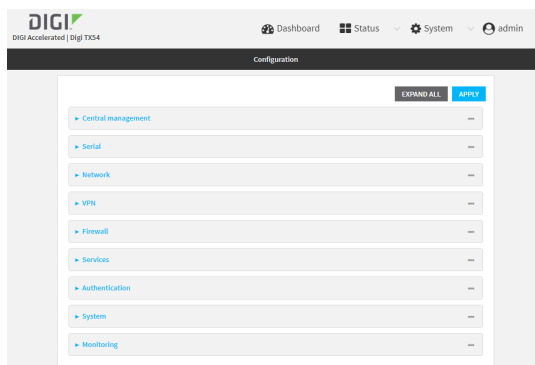 DIGI
DIGI Accelerated | Digi TX54
Dashboard Status System admin
Configuration
EXPAND ALL APPLY
Central management
Serial
Network
VPN
Firewall
Services
Authentication
System
Monitoring